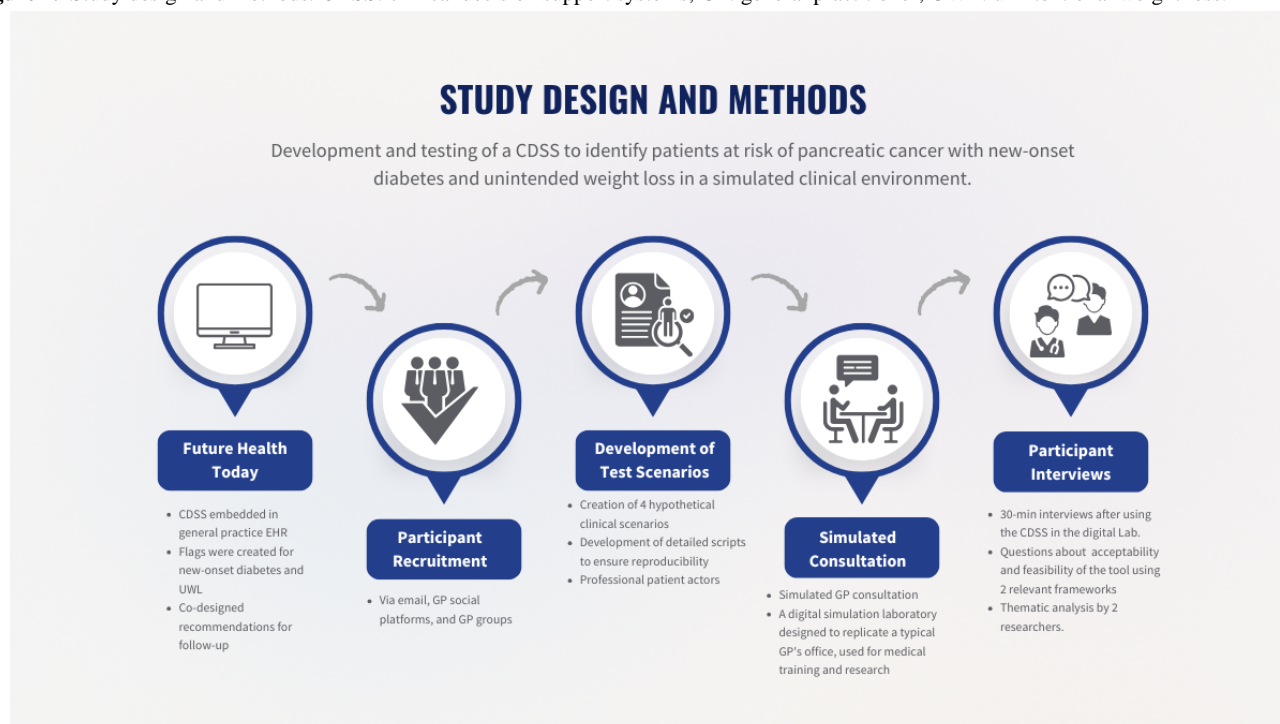 STUDY DESIGN AND METHODS
Development and testing of a CDSS to identify patients at risk of pancreatic cancer with new-onset
diabetes and unintended weight loss in a simulated clinical environment.
Future Health
Today
• CDSS embedded in
general practice EHR
• Flags were created for
new-onset diabetes and
UWL
• Co-designed
recommendations for
follow-up
Participant
Recruitment
• Via email, GP social
platforms, and GP groups
Development of
Test Scenarios
• Creation of 4 hypothetical
clinical scenarios
• Development of detailed scripts
to ensure reproducibility
• Professional patient actors
Simulated
Consultation
• Simulated GP consultation
• A digital simulation laboratory
designed to replicate a typical
GP's office, used for medical
training and research
Participant
Interviews
• 30-min interviews after using
the CDSS in the digital Lab.
• Questions about  acceptability
and feasibility of the tool using
2 relevant frameworks
• Thematic analysis by 2
researchers.